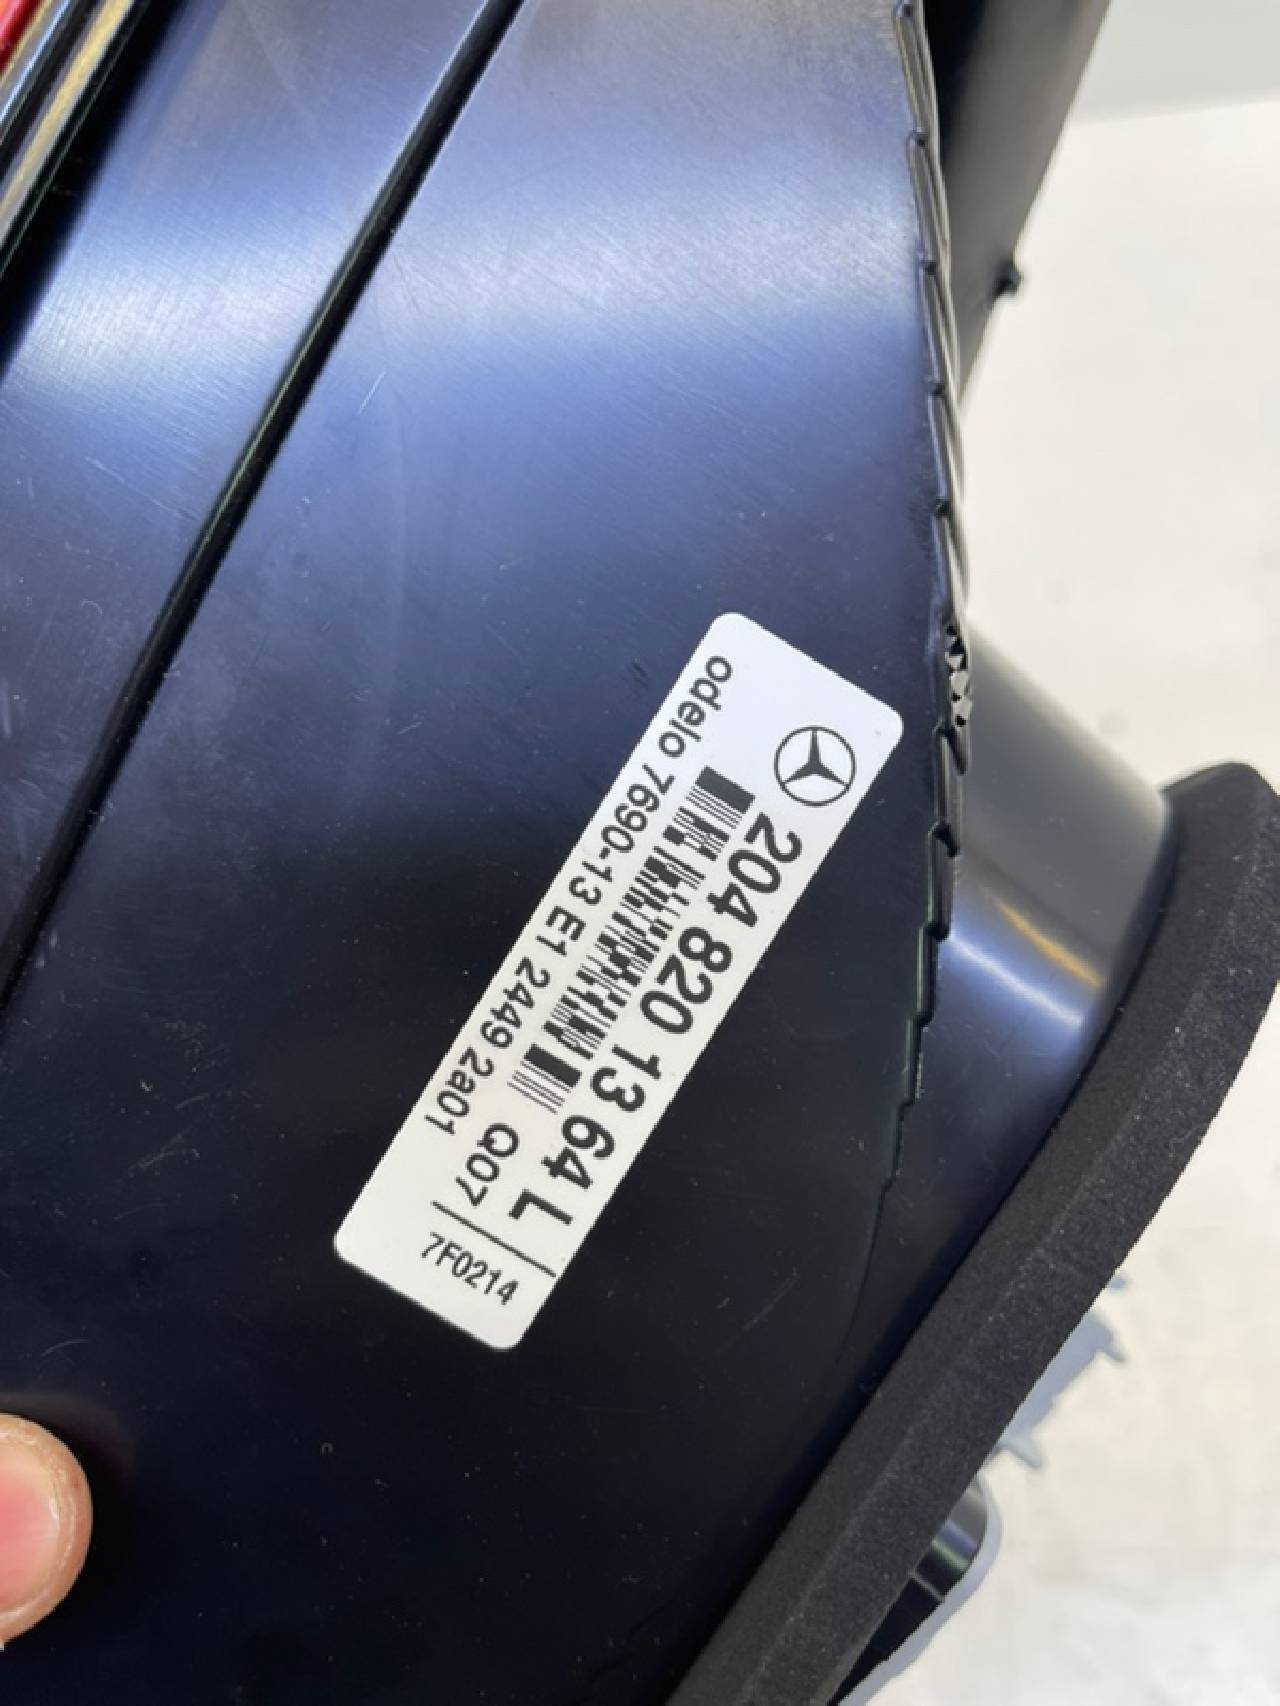 204 820 13 64 L
Q07
odelo 7690-13 E1 2449 2a01
7F0214